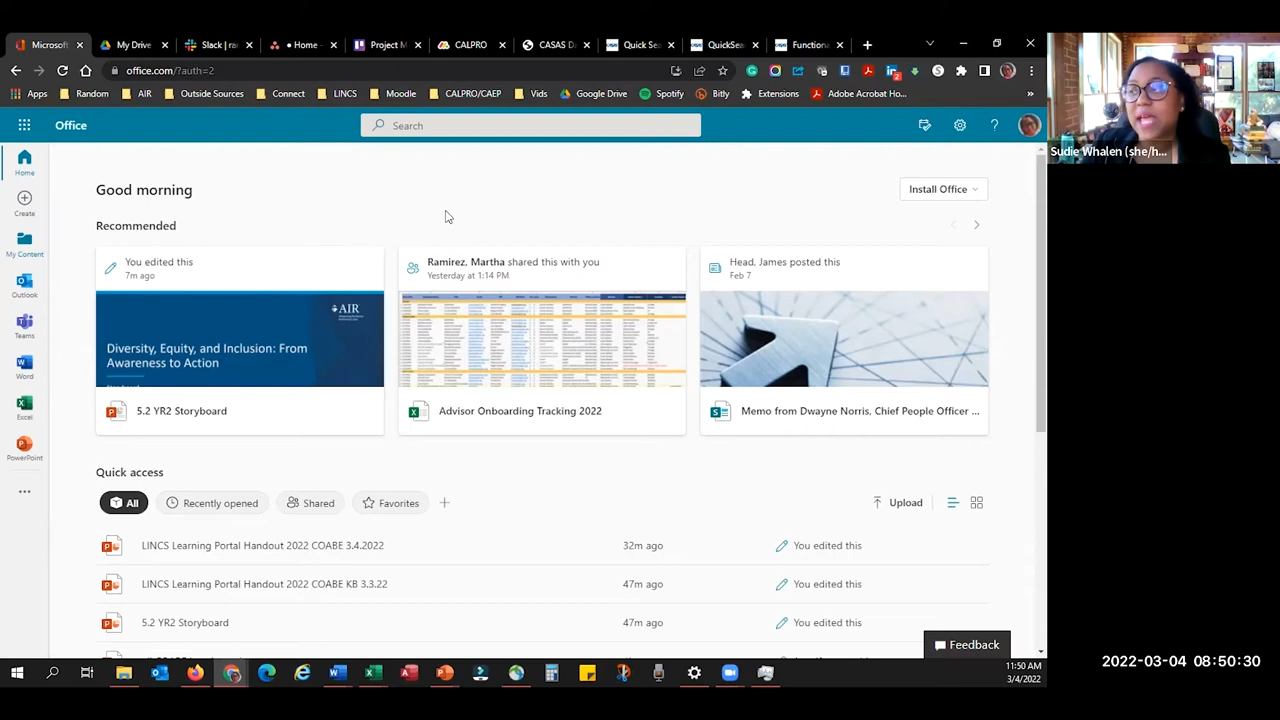 Microsoft
My Drive
Slack | ra
• Home -
Project M
CALPRO
CASAS D
Quick Sea
QuickSea
Function
office.com/?auth=2
Apps
Random
AIR
Outside Sources
Connect
LINCS
Moodle
CALPRO/CAEP
Vids
Google Drive
Spotify
Bitly
Extensions
Adobe Acrobat Ho...
Office
Search
Sudie Whalen (she/h...
Home
Create
My Content
Outlook
Teams
Word
Excel
PowerPoint
Good morning
Install Office
Recommended
You edited this
7m ago
AIR
Diversity, Equity, and Inclusion: From
Awareness to Action
5.2 YR2 Storyboard
Ramirez, Martha shared this with you
Yesterday at 1:14 PM
Advisor Onboarding Tracking 2022
Head, James posted this
Feb 7
Memo from Dwayne Norris, Chief People Officer ...
Quick access
All
Recently opened
Shared
Favorites
Upload
LINCS Learning Portal Handout 2022 COABE 3.4.2022
32m ago
You edited this
LINCS Learning Portal Handout 2022 COABE KB 3.3.22
47m ago
You edited this
5.2 YR2 Storyboard
47m ago
You edited this
Feedback
11:50 AM
3/4/2022
2022-03-04 08:50:30